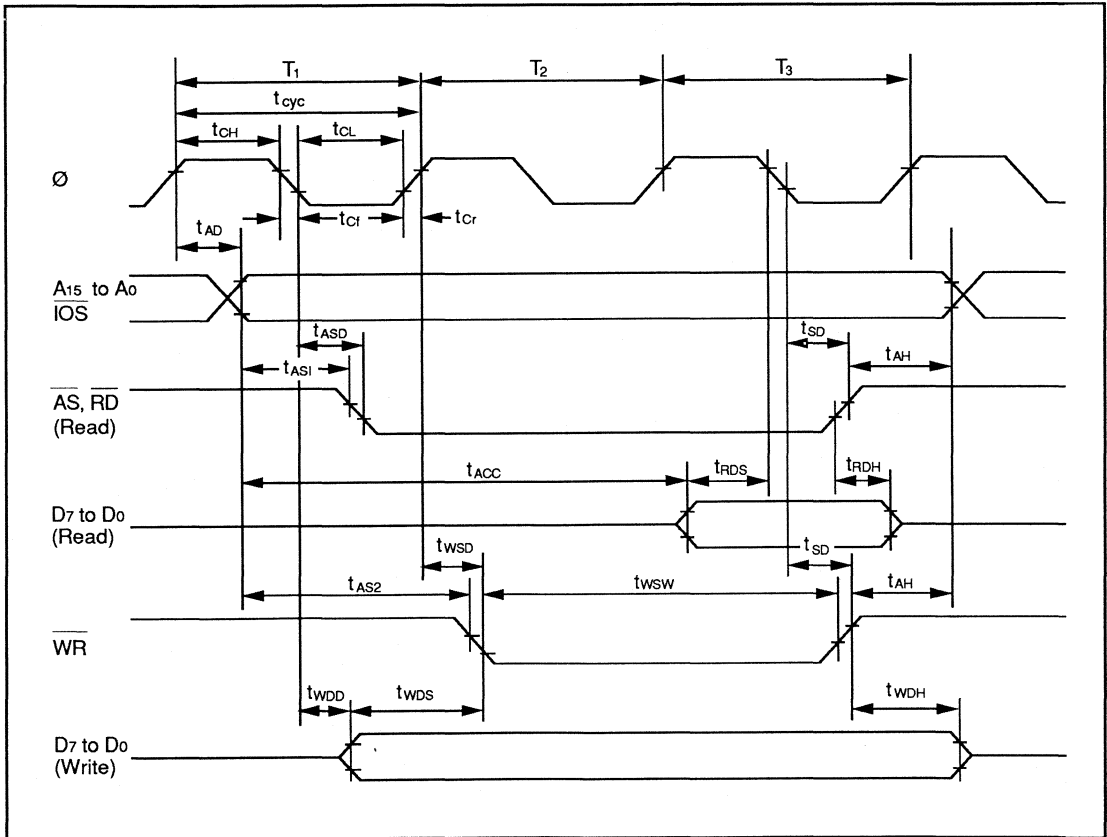 T1 T2 T3
tcyc
tCH tCL
Ø
tCf tCr
tAD
A15 to A0
IOS
tASD tSD
tASI tAH
AS, RD
(Read)
tACC tRDS tRDH
D7 to D0
(Read)
tWSD tSD
tAS2 tWSW tAH
WR
tWDD tWDS tWDH
D7 to D0
(Write)